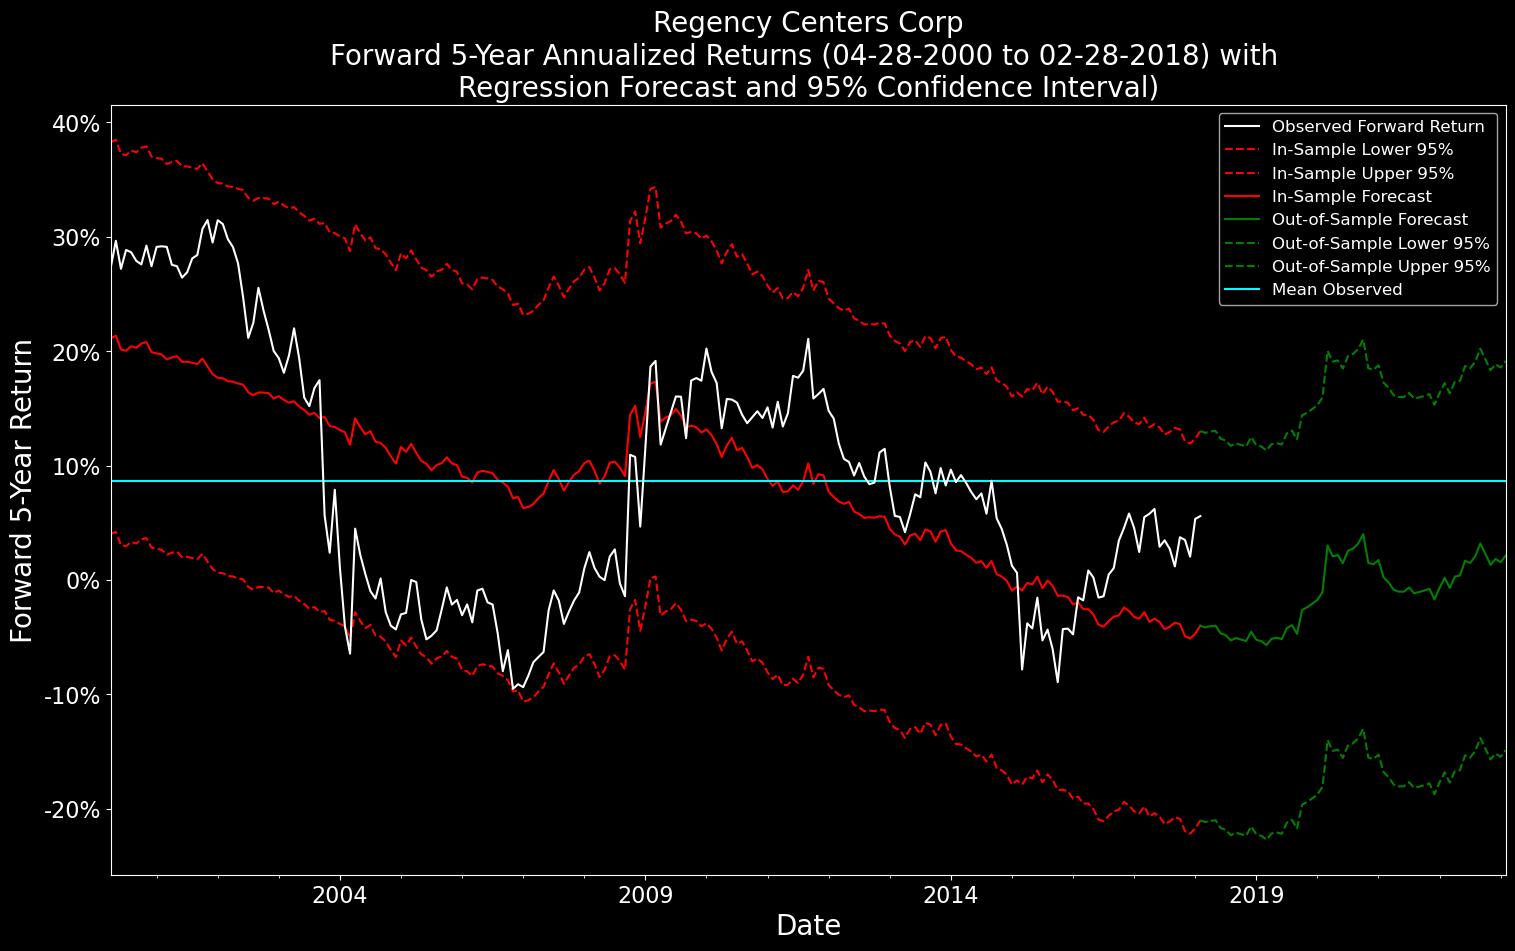 Regency Centers Corp
Forward 5-Year Annualized Returns (04-28-2000 to 02-28-2018) with
Regression Forecast and 95% Confidence Interval)
40%
30%
20%
10%
0%
-10%
-20%
Forward 5-Year Return
Observed Forward Return
In-Sample Lower 95%
In-Sample Upper 95%
In-Sample Forecast
Out-of-Sample Forecast
Out-of-Sample Lower 95%
Out-of-Sample Upper 95%
Mean Observed
2004
2009
2014
2019
Date